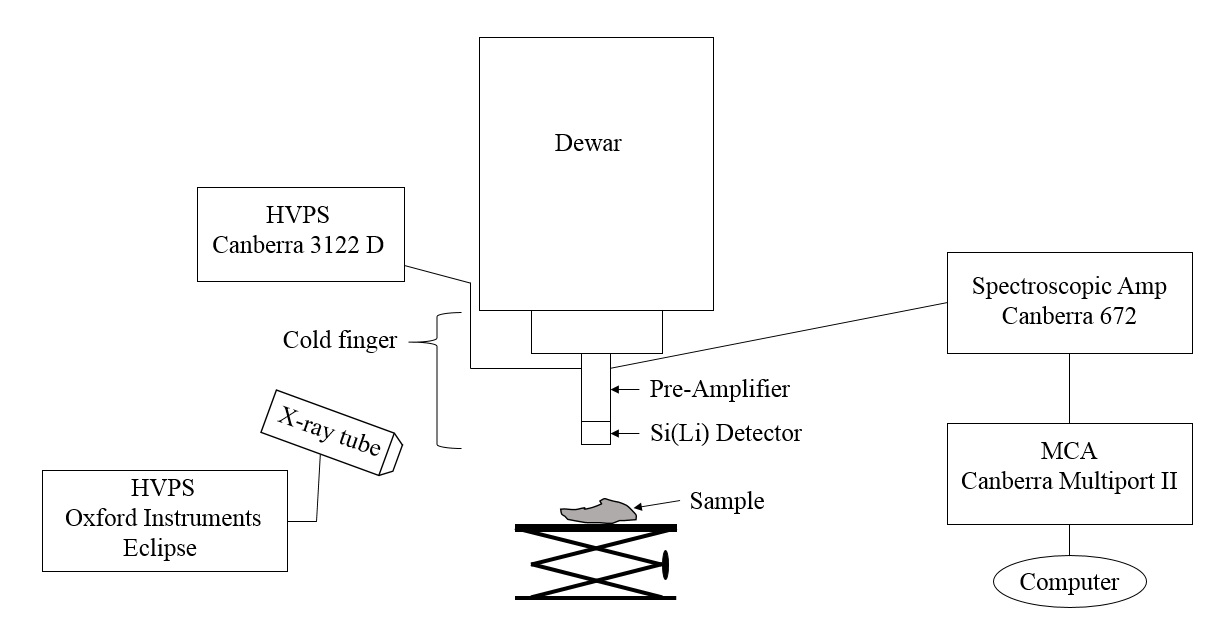 Dewar
HVPS
Canberra 3122 D
Spectroscopic Amp
Canberra 672
Cold finger
Pre-Amplifier
X-ray tube
Si(Li) Detector
MCA
Canberra Multiport II
HVPS
Oxford Instruments
Eclipse
Sample
Computer